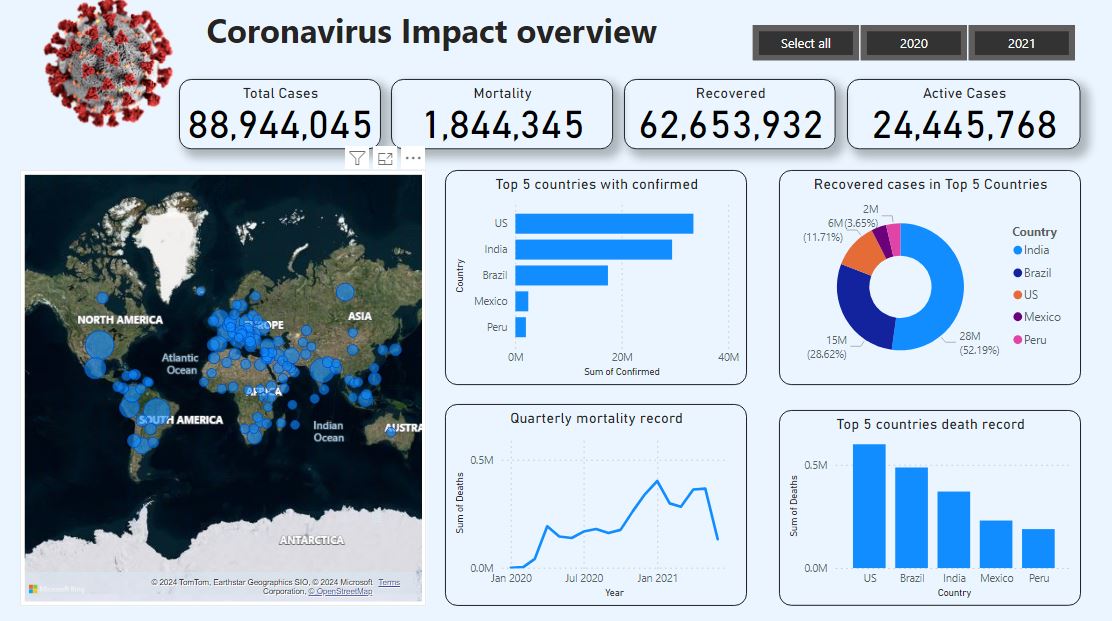 Coronavirus Impact overview
Select all
2020
2021
Total Cases
88,944,045
Mortality
1,844,345
Recovered
62,653,932
Active Cases
24,445,768
NORTH AMERICA
EUROPE
ASIA
Atlantic
Ocean
AFRICA
SOUTH AMERICA
Indian
Ocean
AUSTRA
ANTARCTICA
Microsoft Bing
© 2024 TomTom, Earthstar Geographics SIO, © 2024 Microsoft Terms
Corporation, © OpenStreetMap
Top 5 countries with confirmed
Country
US
India
Brazil
Mexico
Peru
0M 20M 40M
Sum of Confirmed
Recovered cases in Top 5 Countries
2M
(3.65%)
6M
(11.71%)
15M
(28.62%)
28M
(52.19%)
Country
India
Brazil
US
Mexico
Peru
Quarterly mortality record
Sum of Deaths
0.5M
0.0M
Jan 2020 Jul 2020 Jan 2021
Year
Top 5 countries death record
Sum of Deaths
0.5M
0.0M
US Brazil India Mexico Peru
Country